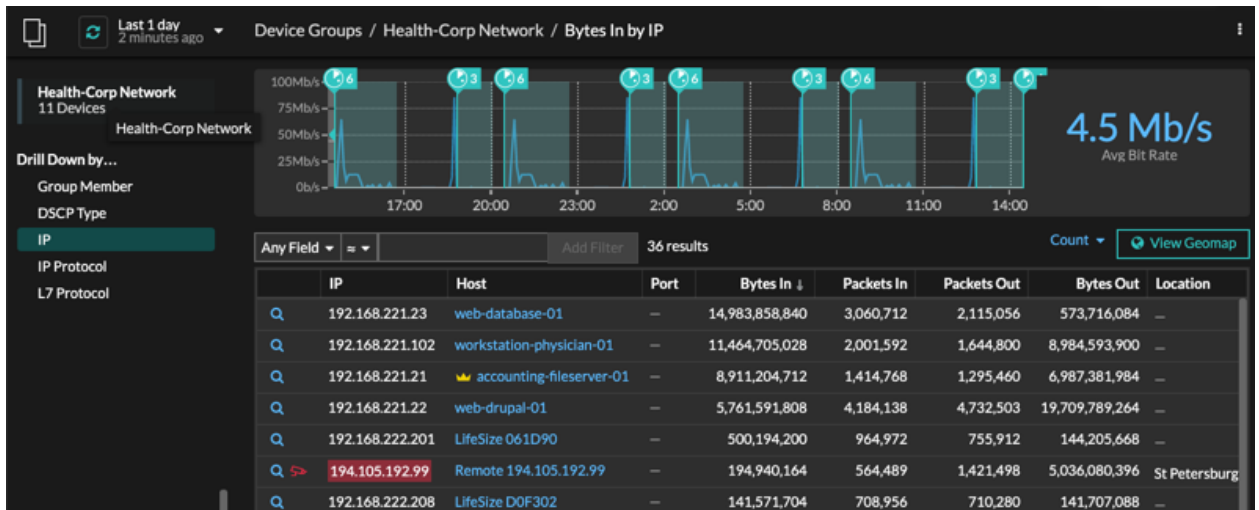 Last 1 day
2 minutes ago
Device Groups / Health-Corp Network / Bytes In by IP
Health-Corp Network
11 Devices
Health-Corp Network
Drill Down by...
Group Member
DSCP Type
IP
IP Protocol
L7 Protocol
6 3 6 3 6 3 6 3
100Mb/s
75Mb/s
50Mb/s
25Mb/s
0b/s
17:00 20:00 23:00 2:00 5:00 8:00 11:00 14:00
4.5 Mb/s
Avg Bit Rate
Any Field ≈ Add Filter 36 results Count View Geomap
IP Host Port Bytes In ↓ Packets In Packets Out Bytes Out Location
192.168.221.23 web-database-01 — 14,983,858,840 3,060,712 2,115,056 573,716,084 —
192.168.221.102 workstation-physician-01 — 11,464,705,028 2,001,592 1,644,800 8,984,593,900 —
192.168.221.21 accounting-fileserver-01 — 8,911,204,712 1,414,768 1,295,460 6,987,381,984 —
192.168.221.22 web-drupal-01 — 5,761,591,808 4,184,138 4,732,503 19,709,789,264 —
192.168.222.201 LifeSize 061D90 — 500,194,200 964,972 755,912 144,205,668 —
194.105.192.99 Remote 194.105.192.99 — 194,940,164 564,489 1,421,498 5,036,080,396 St Petersburg
192.168.222.208 LifeSize D0F302 — 141,571,704 708,956 710,280 141,707,088 —